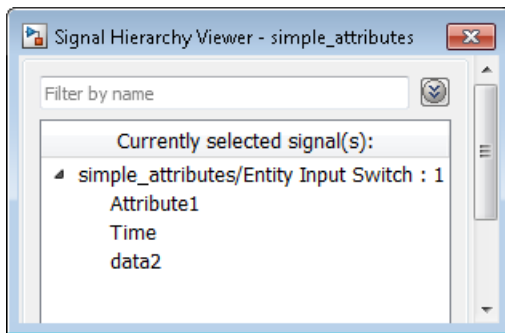 Signal Hierarchy Viewer - simple_attributes
Filter by name
Currently selected signal(s):
simple_attributes/Entity Input Switch : 1
Attribute1
Time
data2